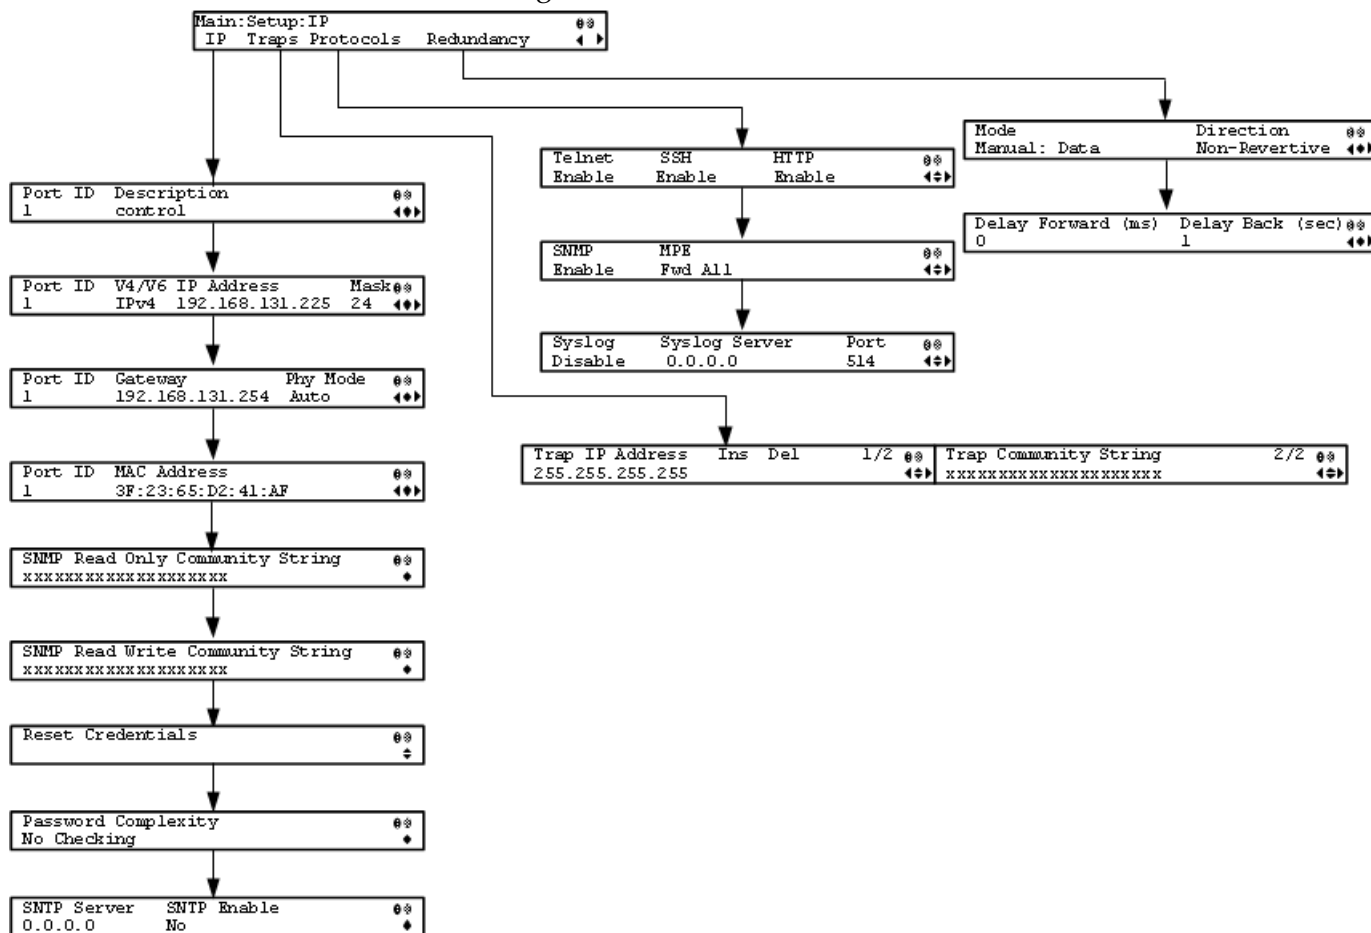 Main:Setup:IP
IP Traps Protocols Redundancy
Port ID Description
1 control
Port ID V4/V6 IP Address Mask
1 IPv4 192.168.131.225 24
Port ID Gateway Phy Mode
1 192.168.131.254 Auto
Port ID MAC Address
1 3F:23:65:D2:41:AF
SNMP Read Only Community String
xxxxxxxxxxxxxxxxxxxx
SNMP Read Write Community String
xxxxxxxxxxxxxxxxxxxx
Reset Credentials
Password Complexity
No Checking
SNTP Server SNTP Enable
0.0.0.0 No
Telnet SSH HTTP
Enable Enable Enable
SNMP MPE
Enable Fwd All
Syslog Syslog Server Port
Disable 0.0.0.0 514
Trap IP Address Ins Del 1/2
255.255.255.255
Trap Community String 2/2
xxxxxxxxxxxxxxxxxxxxx
Mode Direction
Manual: Data Non-Revertive
Delay Forward (ms) Delay Back (sec)
0 1